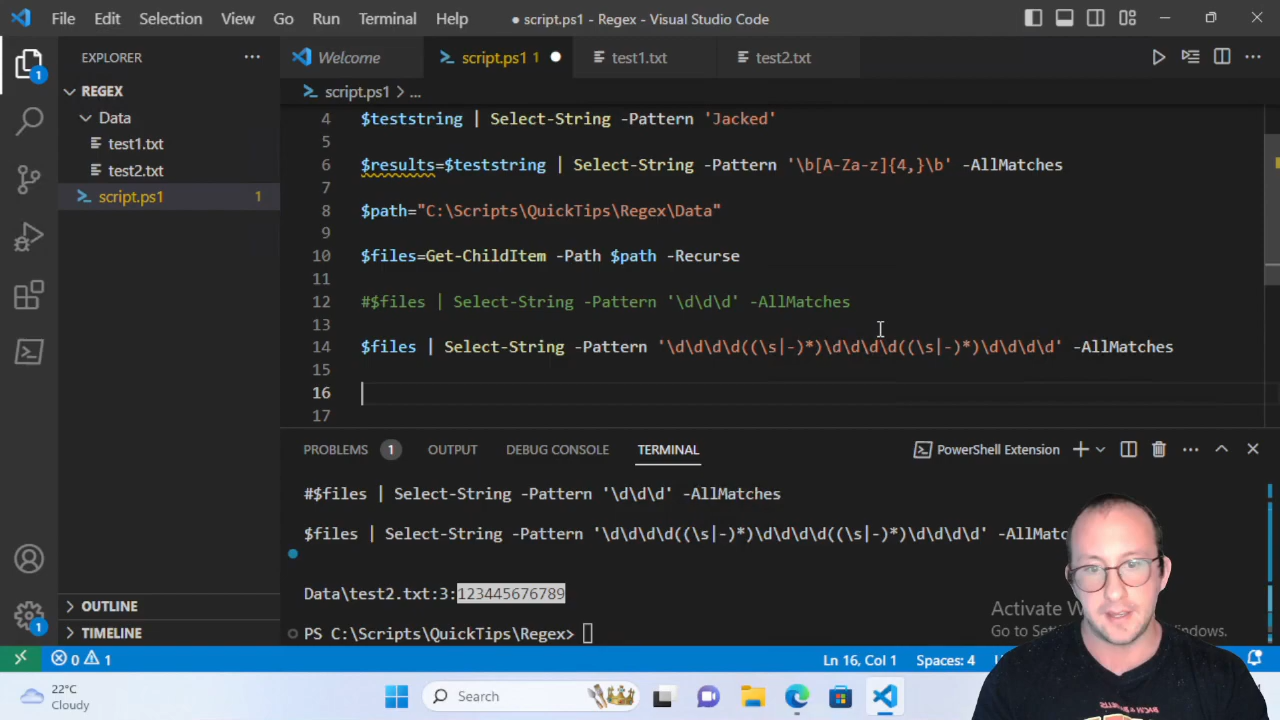 File Edit Selection View Go Run Terminal Help ● script.ps1 - Regex - Visual Studio Code
EXPLORER ···
Welcome script.ps1 1 ● test1.txt test2.txt
REGEX
Data
test1.txt
test2.txt
script.ps1 1
script.ps1 > ...
4 $teststring | Select-String -Pattern 'Jacked'
5
6 $results=$teststring | Select-String -Pattern '\b[A-Za-z]{4,}\b' -AllMatches
7
8 $path="C:\Scripts\QuickTips\Regex\Data"
9
10 $files=Get-ChildItem -Path $path -Recurse
11
12 #$files | Select-String -Pattern '\d\d\d' -AllMatches
13
14 $files | Select-String -Pattern '\d\d\d\d((\s|-)*)\d\d\d\d((\s|-)*)\d\d\d\d' -AllMatches
15
16
17
PROBLEMS 1 OUTPUT DEBUG CONSOLE TERMINAL PowerShell Extension
#$files | Select-String -Pattern '\d\d\d' -AllMatches
$files | Select-String -Pattern '\d\d\d\d((\s|-)*)\d\d\d\d((\s|-)*)\d\d\d\d' -AllMatc
Data\test2.txt:3:123445676789
PS C:\Scripts\QuickTips\Regex>
OUTLINE
TIMELINE
1
1
Activate W
Go to Set
Windows.
0 1 Ln 16, Col 1 Spaces: 4
22°C
Cloudy
Search